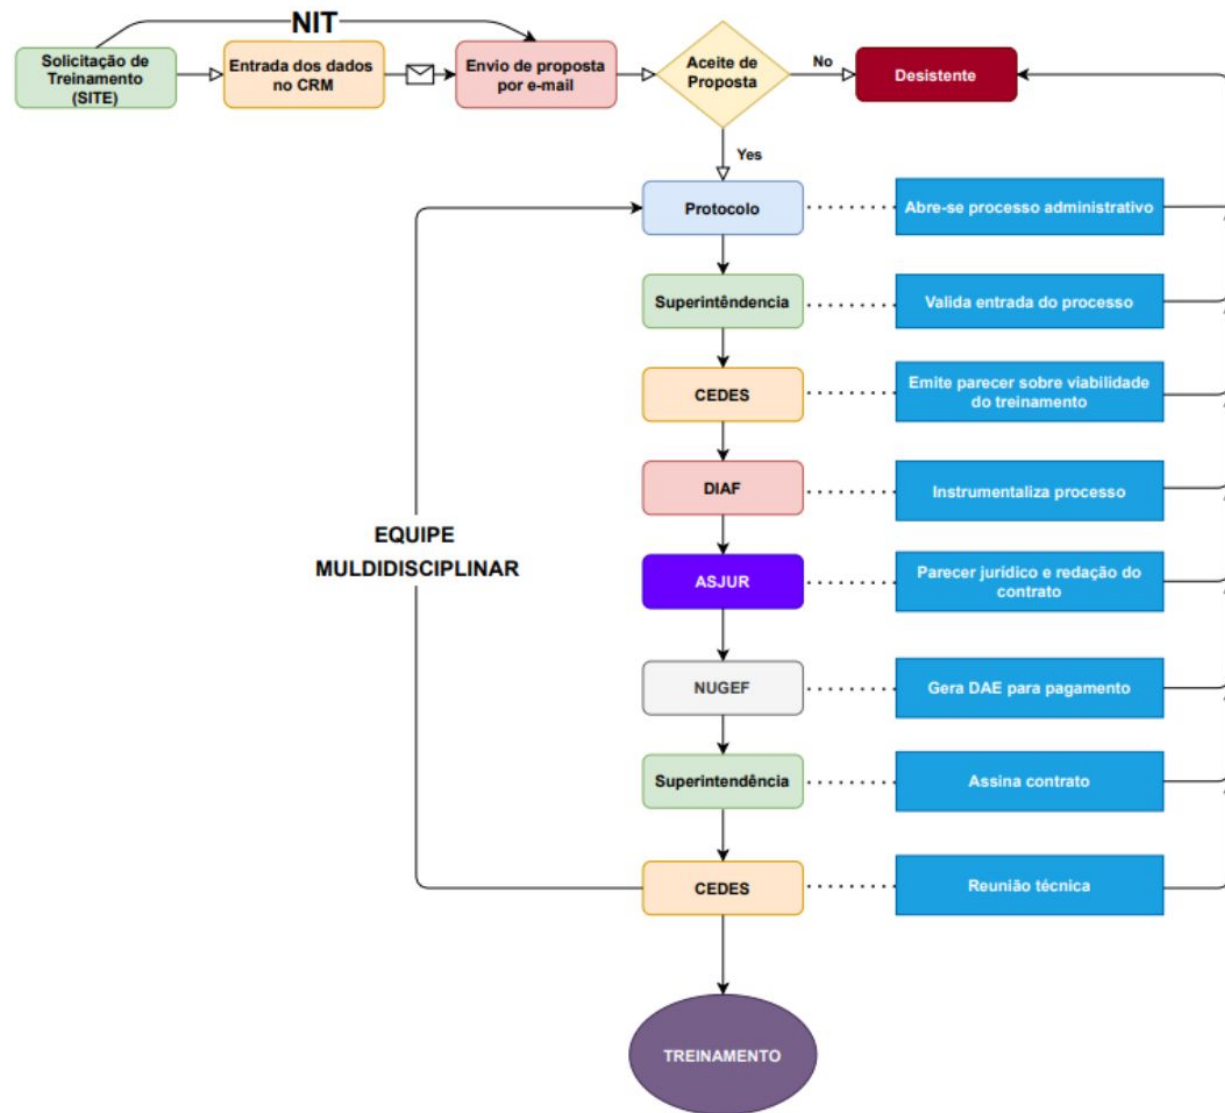 NIT
Solicitação de
Treinamento
(SITE)
Entrada dos dados
no CRM
Envio de proposta
por e-mail
Aceite de
Proposta
No
Desistente
Yes
Protocolo
Abre-se processo administrativo
Superintêndencia
Valida entrada do processo
CEDES
Emite parecer sobre viabilidade
do treinamento
DIAF
Instrumentaliza processo
EQUIPE
MULDIDISCIPLINAR
ASJUR
Parecer jurídico e redação do
contrato
NUGEF
Gera DAE para pagamento
Superintendência
Assina contrato
CEDES
Reunião técnica
TREINAMENTO